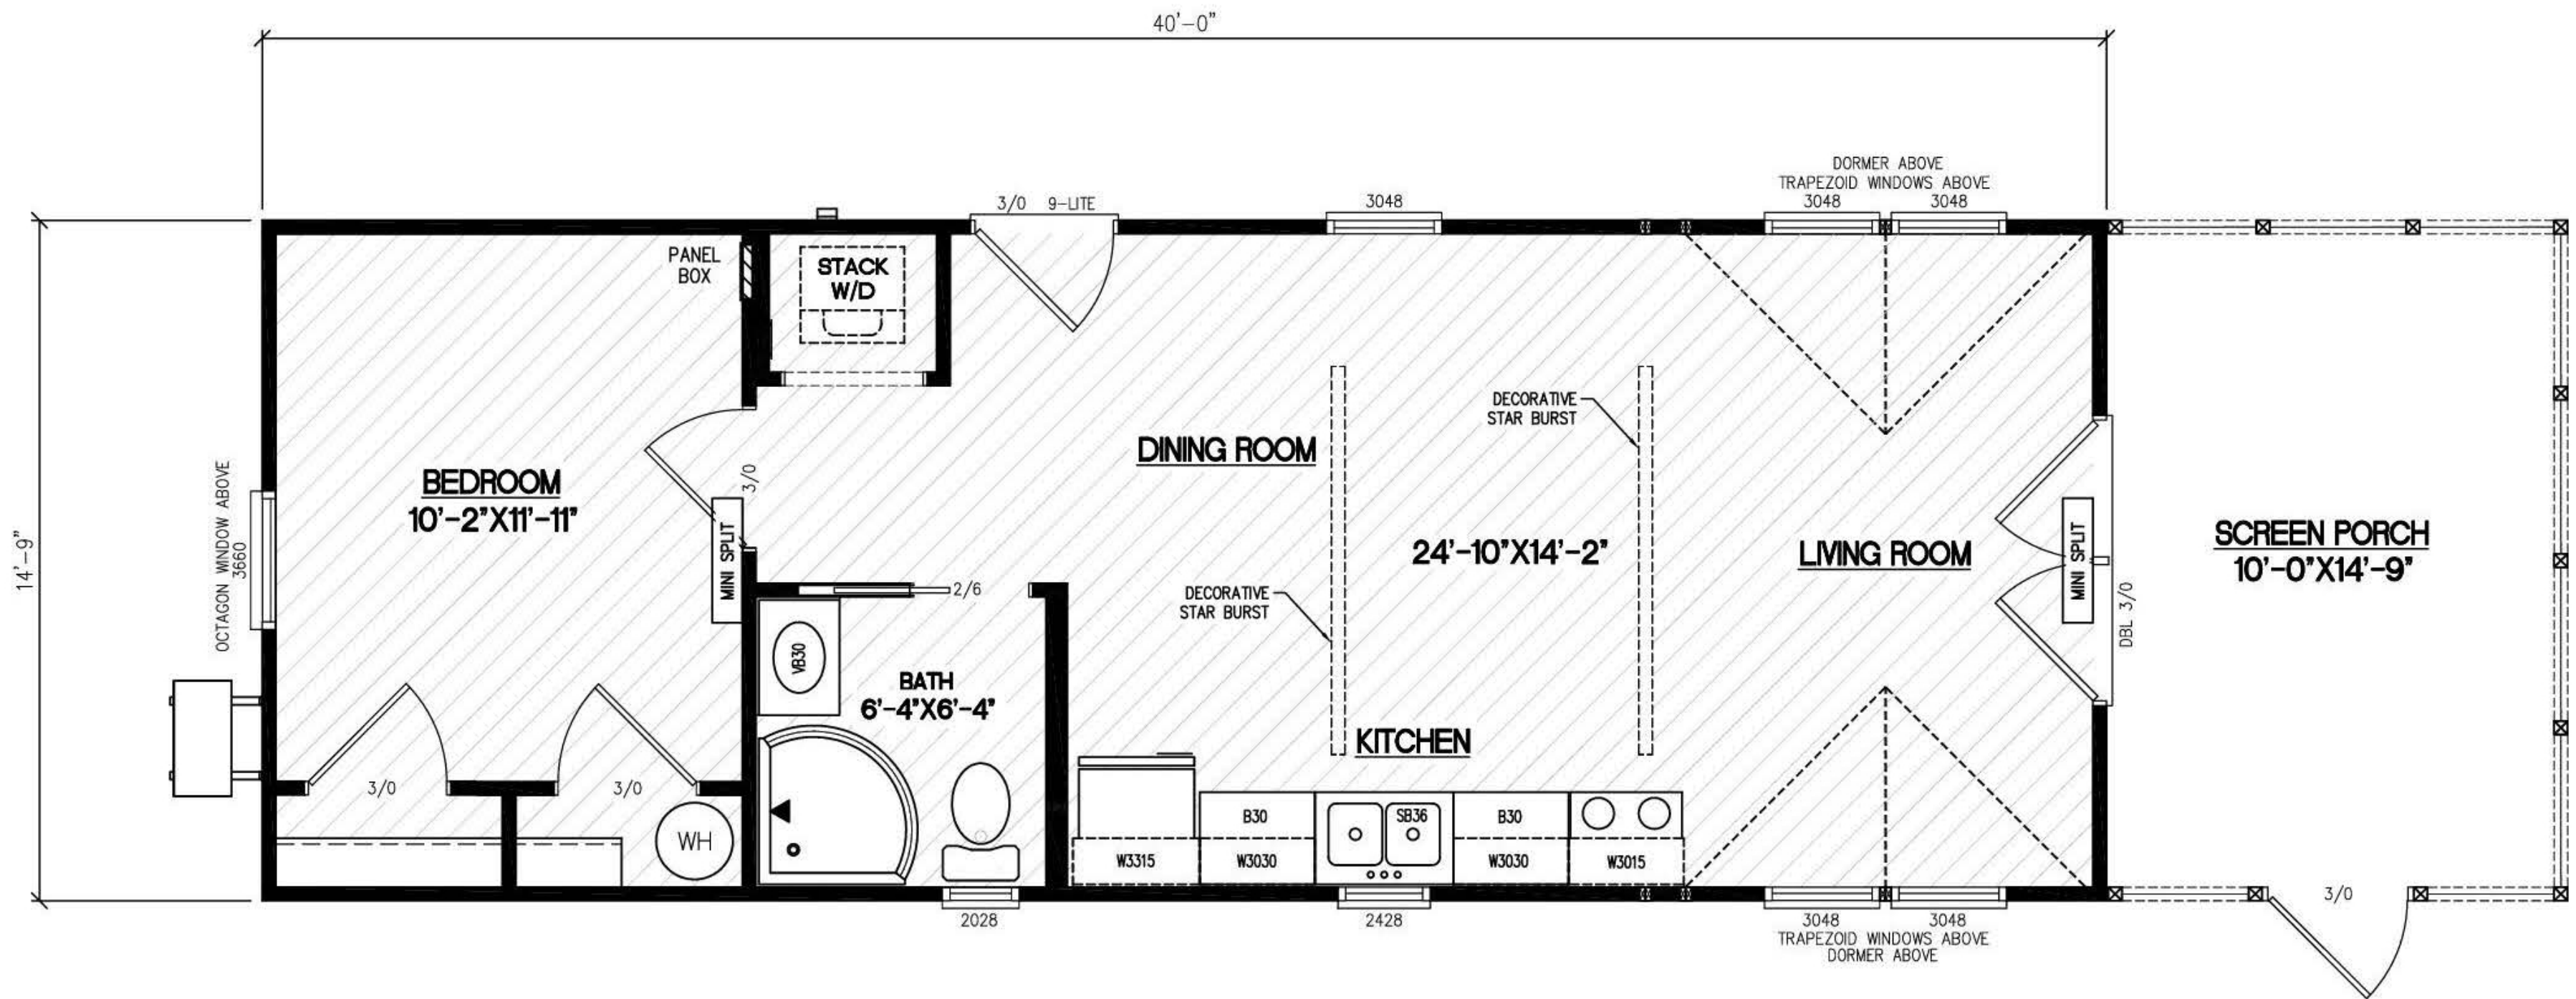 40'-0"
DORMER ABOVE
TRAPEZOID WINDOWS ABOVE
3/0 9-LITE
3048
3048
3048
PANEL
BOX
STACK
W/D
14'-9"
OCTAGON WINDOW ABOVE
3660
BEDROOM
10'-2"X11'-11"
3/0
MINI SPLIT
DINING ROOM
DECORATIVE
STAR BURST
24'-10"X14'-2"
LIVING ROOM
MINI SPLIT
DBL 3/0
SCREEN PORCH
10'-0"X14'-9"
2/6
DECORATIVE
STAR BURST
VB30
BATH
6'-4"X6'-4"
KITCHEN
3/0
3/0
WH
B30
SB36
B30
W3315
W3030
W3030
W3015
2028
2428
3048
3048
TRAPEZOID WINDOWS ABOVE
DORMER ABOVE
3/0